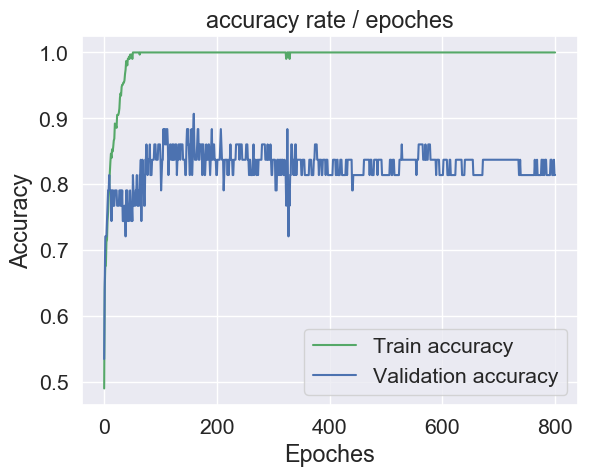 accuracy rate / epoches
1.0
0.9
0.8
0.7
0.6
0.5
Accuracy
Train accuracy
Validation accuracy
0 200 400 600 800
Epoches